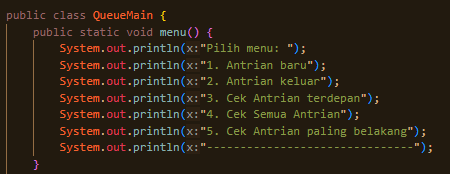 public class QueueMain {
public static void menu() {
System.out.println(x:"Pilih menu: ");
System.out.println(x:"1. Antrian baru");
System.out.println(x:"2. Antrian keluar");
System.out.println(x:"3. Cek Antrian terdepan");
System.out.println(x:"4. Cek Semua Antrian");
System.out.println(x:"5. Cek Antrian paling belakang");
System.out.println(x:"------------------------------");
}